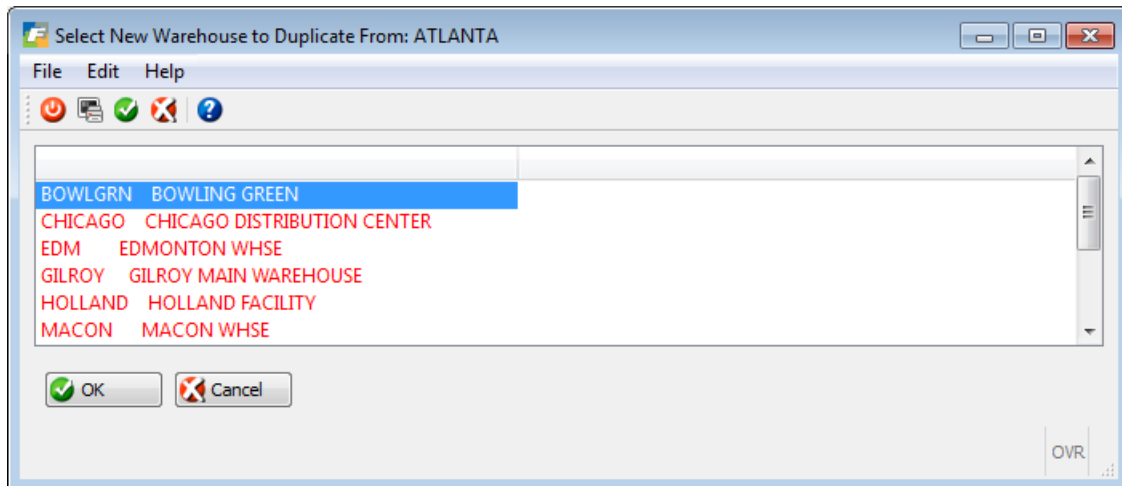 Select New Warehouse to Duplicate From: ATLANTA
File Edit Help
BOWLGRN BOWLING GREEN
CHICAGO CHICAGO DISTRIBUTION CENTER
EDM EDMONTON WHSE
GILROY GILROY MAIN WAREHOUSE
HOLLAND HOLLAND FACILITY
MACON MACON WHSE
OK Cancel
OVR